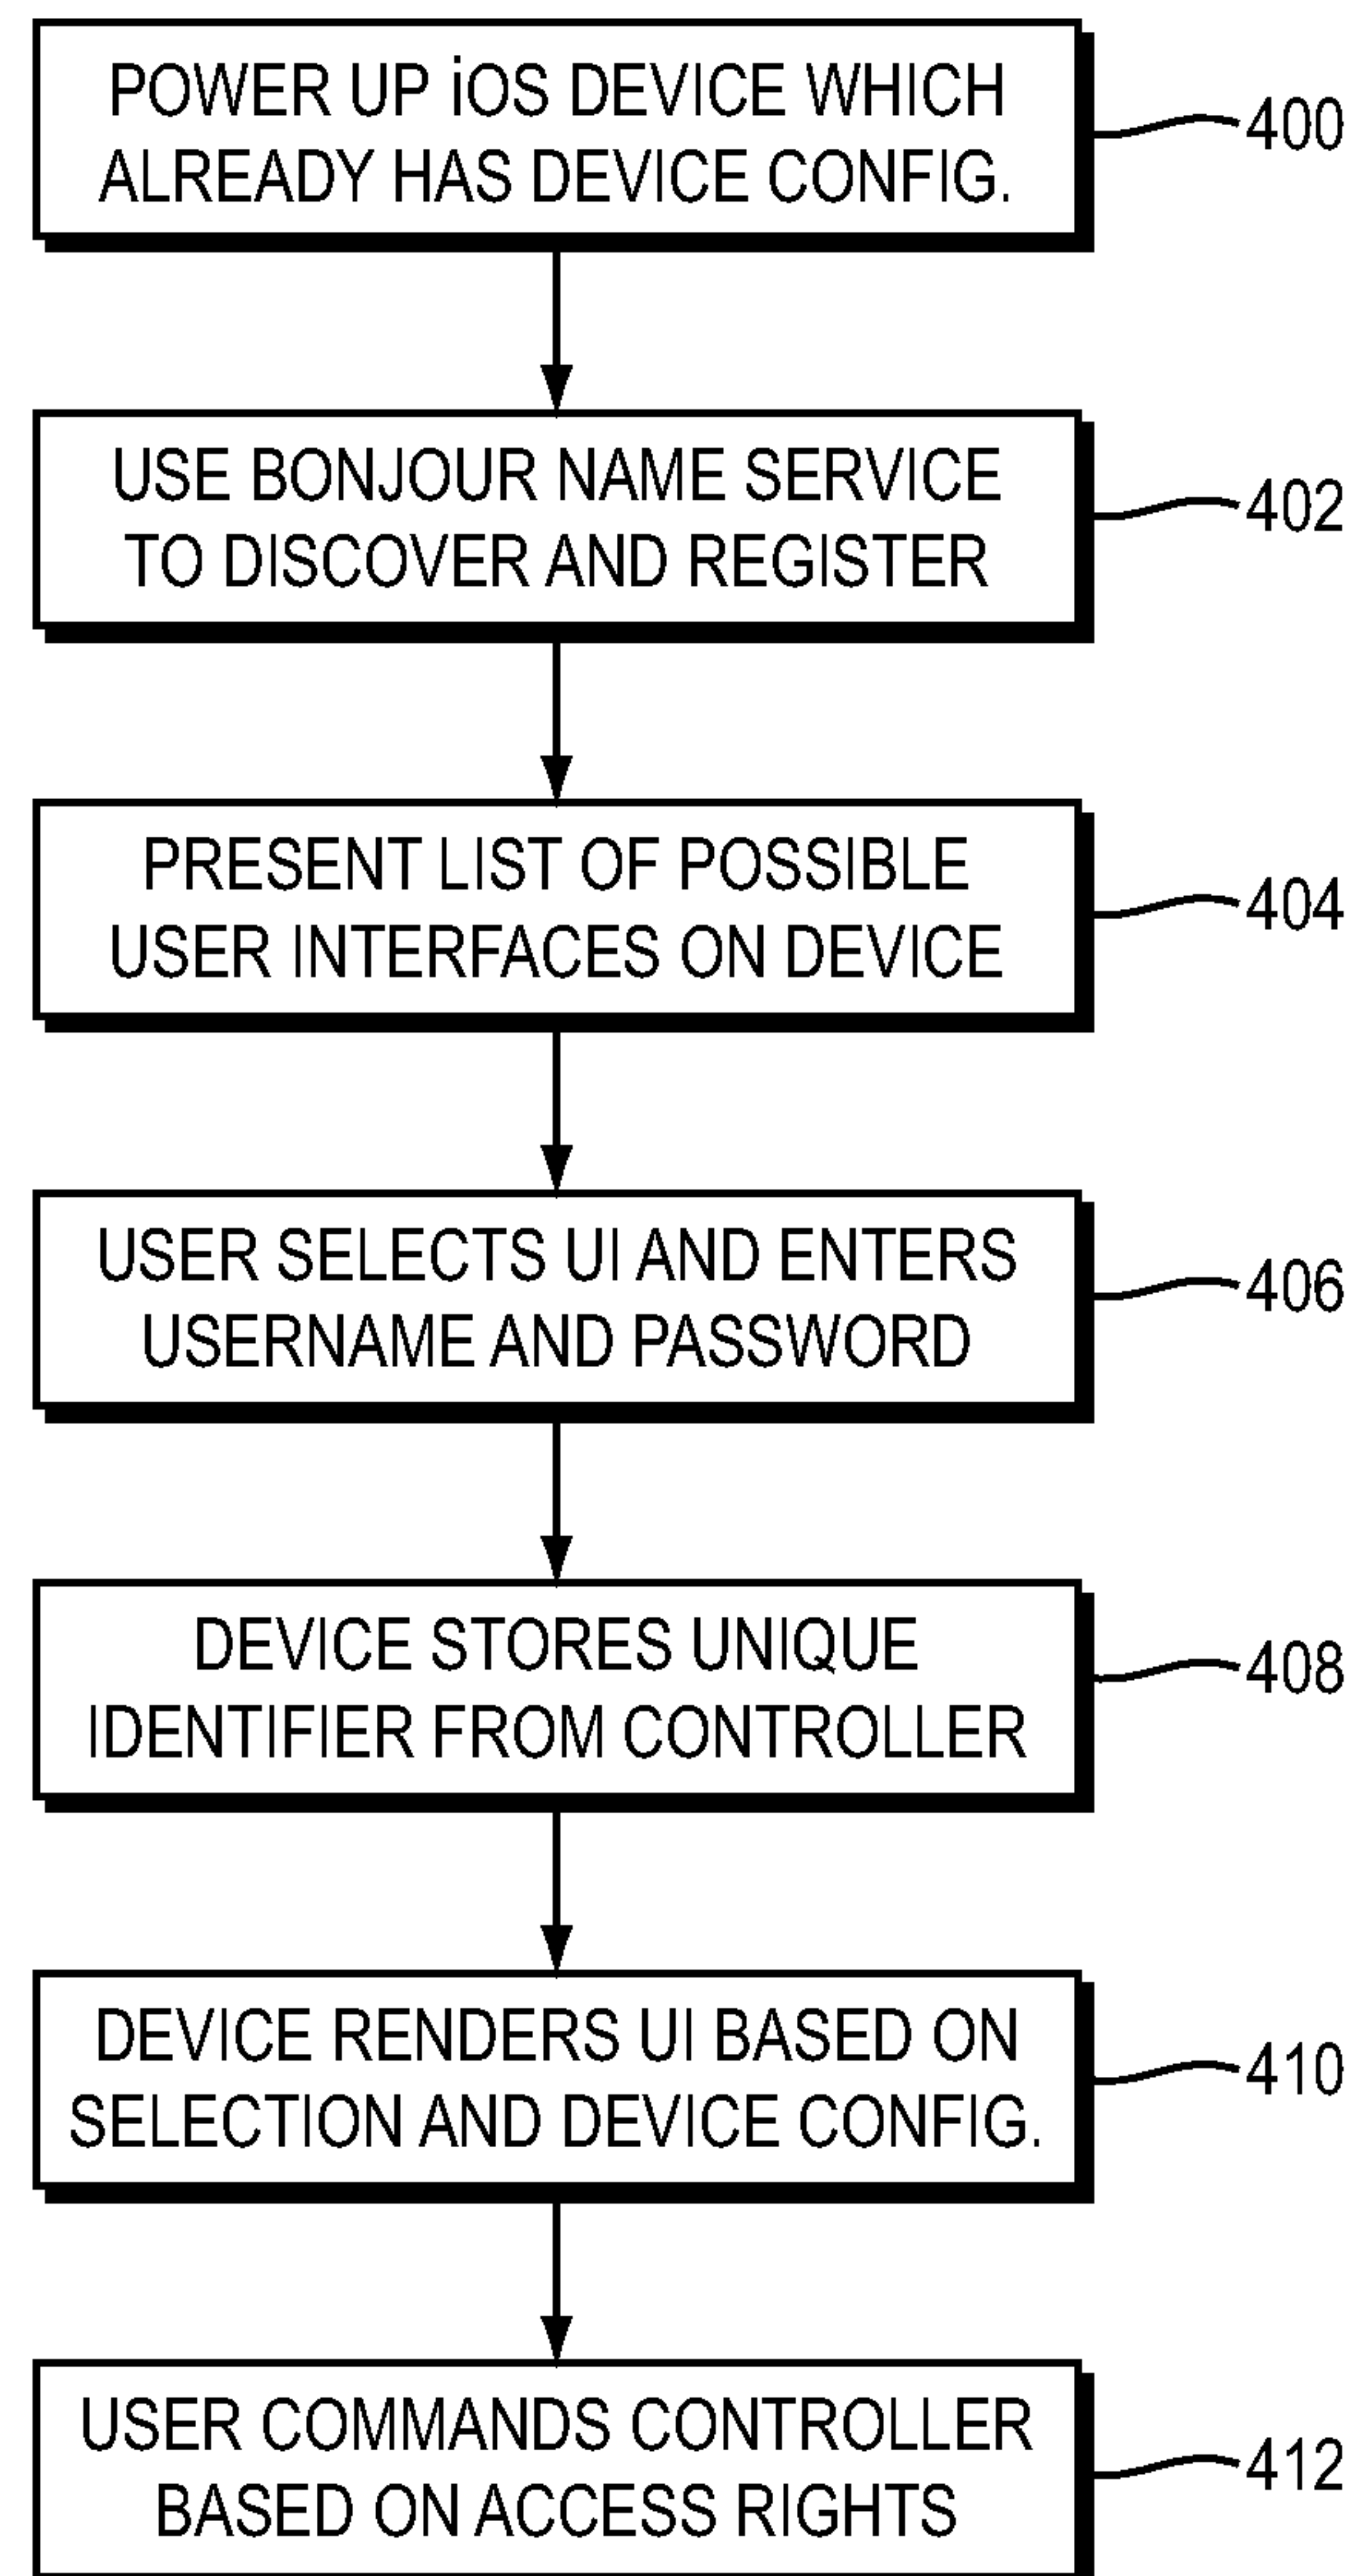 POWER UP iOS DEVICE WHICH
ALREADY HAS DEVICE CONFIG.
400
USE BONJOUR NAME SERVICE
TO DISCOVER AND REGISTER
402
PRESENT LIST OF POSSIBLE
USER INTERFACES ON DEVICE
404
USER SELECTS UI AND ENTERS
USERNAME AND PASSWORD
406
DEVICE STORES UNIQUE
IDENTIFIER FROM CONTROLLER
408
DEVICE RENDERS UI BASED ON
SELECTION AND DEVICE CONFIG.
410
USER COMMANDS CONTROLLER
BASED ON ACCESS RIGHTS
412